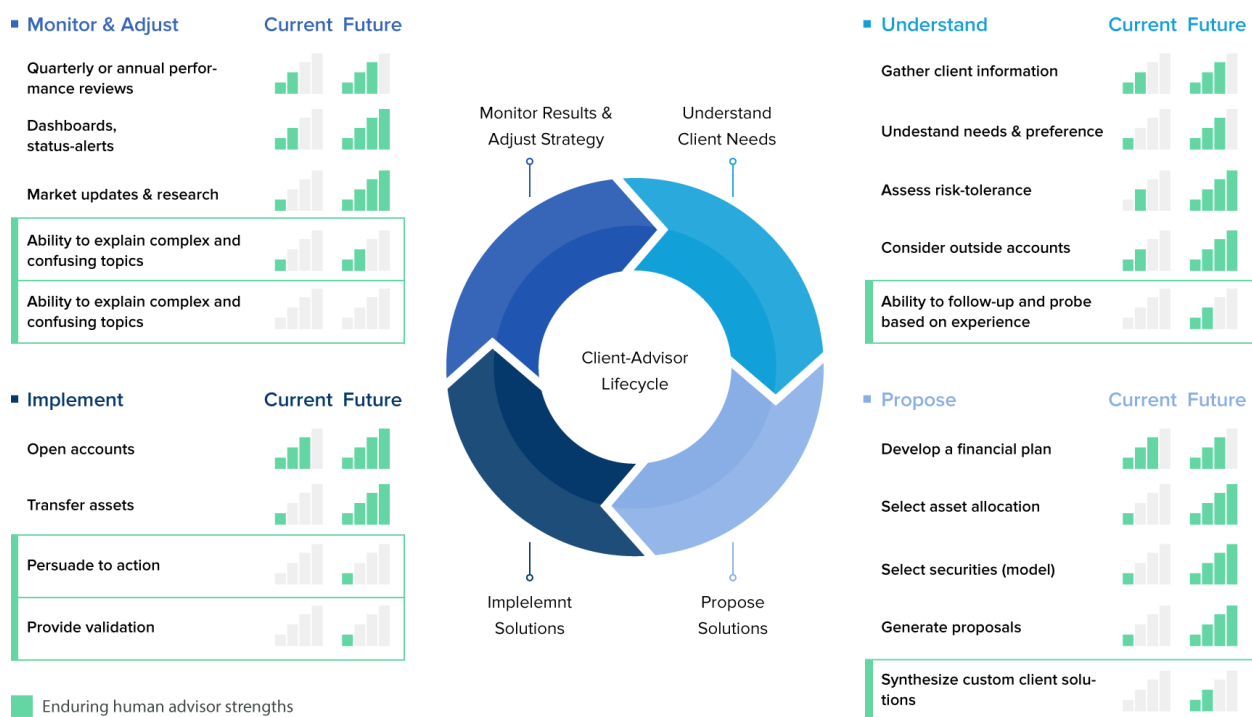 Monitor & Adjust Current Future
Quarterly or annual perfor-
mance reviews
Dashboards,
status-alerts
Market updates & research
Ability to explain complex and
confusing topics
Ability to explain complex and
confusing topics
Implement Current Future
Open accounts
Transfer assets
Persuade to action
Provide validation
Enduring human advisor strengths
Monitor Results &
Adjust Strategy
Understand
Client Needs
Client-Advisor
Lifecycle
Implelemnt
Solutions
Propose
Solutions
Understand Current Future
Gather client information
Undestand needs & preference
Assess risk-tolerance
Consider outside accounts
Ability to follow-up and probe
based on experience
Propose Current Future
Develop a financial plan
Select asset allocation
Select securities (model)
Generate proposals
Synthesize custom client solu-
tions